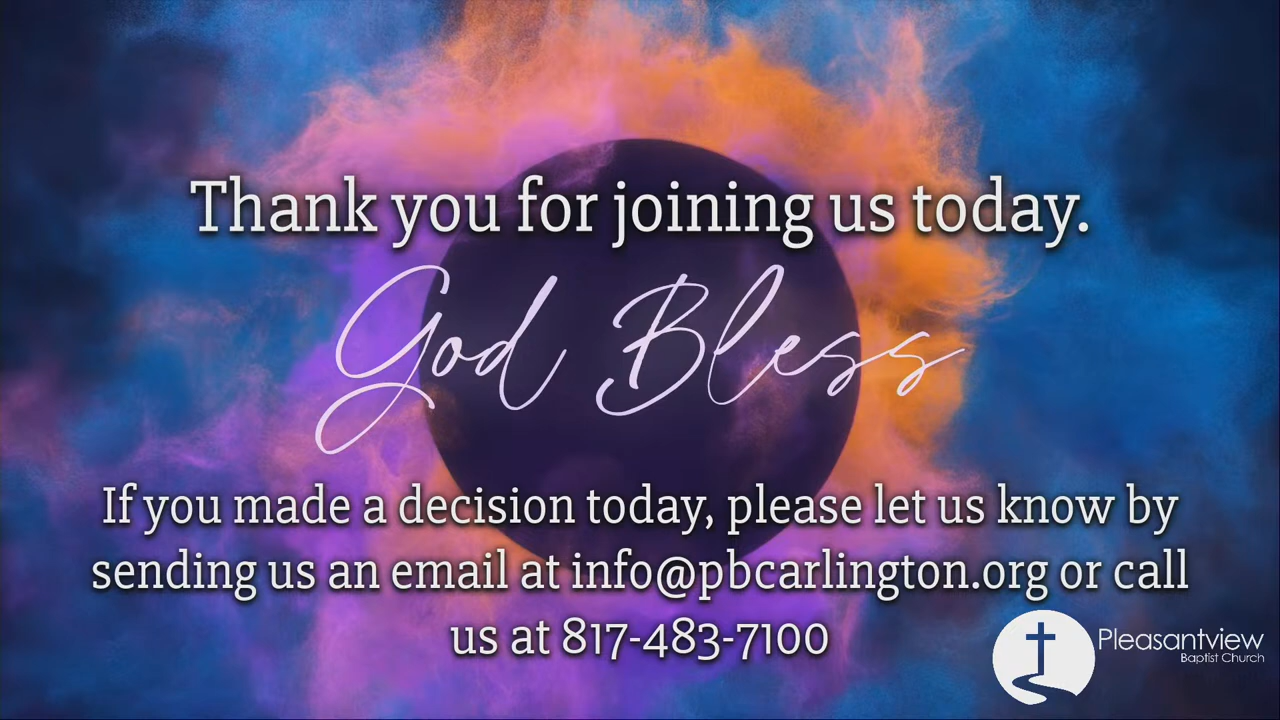 Thank you for joining us today.
God Bless
If you made a decision today, please let us know by
sending us an email at info@pbcarlington.org or call
us at 817-483-7100
Pleasantview
Baptist Church